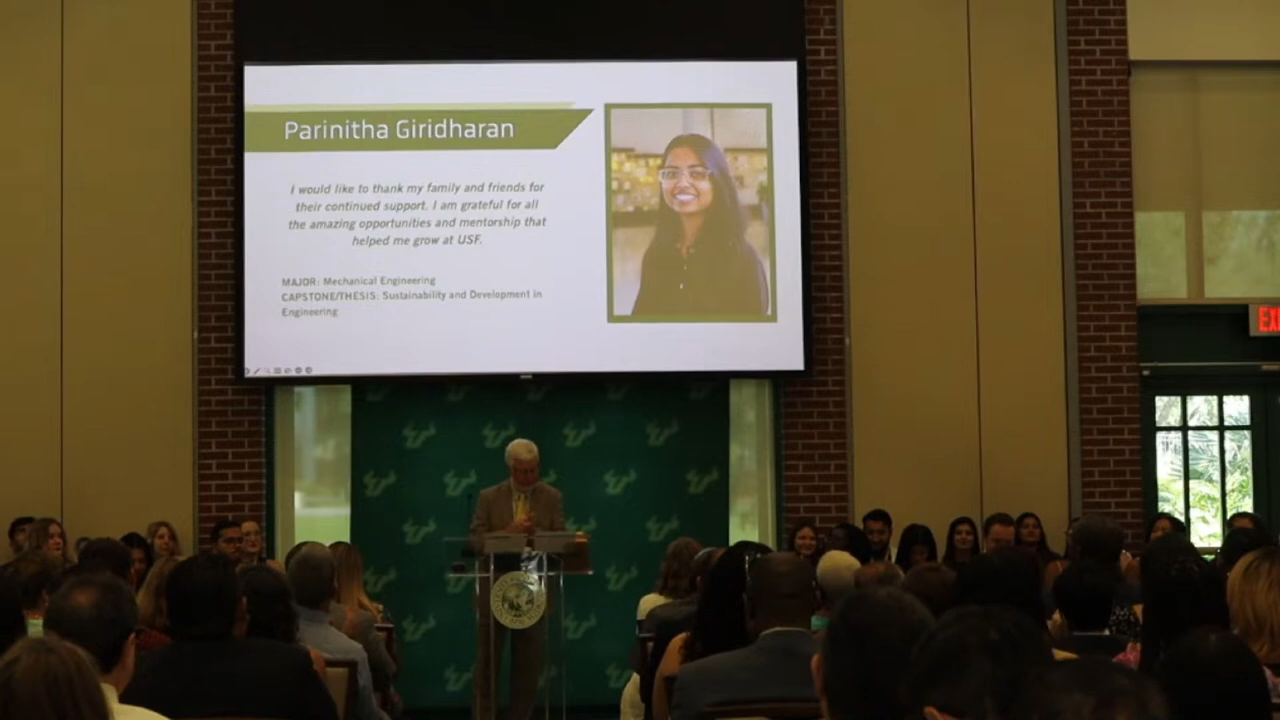 Parinitha Giridharan
I would like to thank my family and friends for
their continued support. I am grateful for all
the amazing opportunities and mentorship that
helped me grow at USF.
MAJOR: Mechanical Engineering
CAPSTONE/THESIS: Sustainability and Development in
Engineering